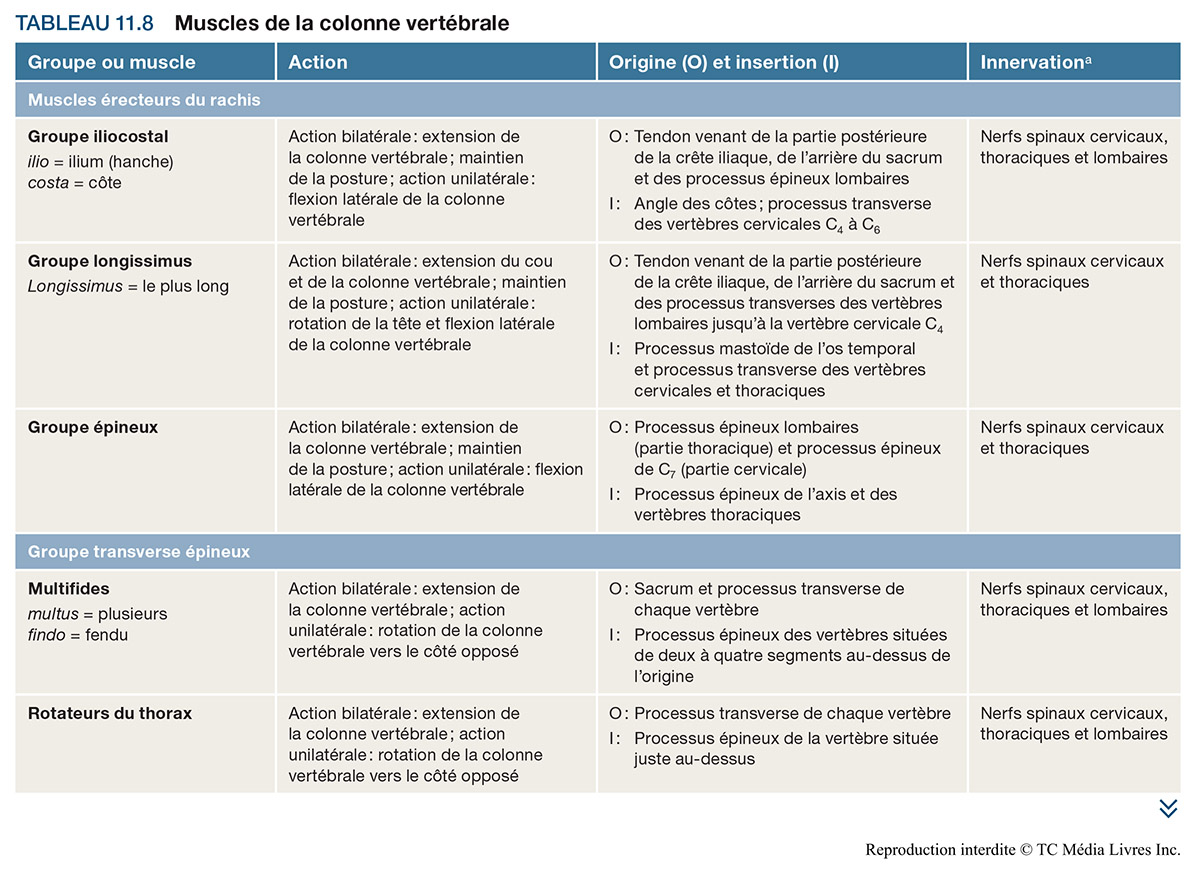 TABLEAU 11.8 Muscles de la colonne vertébrale
Groupe ou muscle Action Origine (O) et insertion (I) Innervationᵃ
Muscles érecteurs du rachis
Groupe iliocostal
ilio = ilium (hanche)
costa = côte
Action bilatérale : extension de
la colonne vertébrale ; maintien
de la posture ; action unilatérale :
flexion latérale de la colonne
vertébrale
O : Tendon venant de la partie postérieure
de la crête iliaque, de l’arrière du sacrum
et des processus épineux lombaires
I : Angle des côtes ; processus transverse
des vertèbres cervicales C₄ à C₆
Nerfs spinaux cervicaux,
thoraciques et lombaires
Groupe longissimus
Longissimus = le plus long
Action bilatérale : extension du cou
et de la colonne vertébrale ; maintien
de la posture ; action unilatérale :
rotation de la tête et flexion latérale
de la colonne vertébrale
O : Tendon venant de la partie postérieure
de la crête iliaque, de l’arrière du sacrum et
des processus transverses des vertèbres
lombaires jusqu’à la vertèbre cervicale C₄
I : Processus mastoïde de l’os temporal
et processus transverse des vertèbres
cervicales et thoraciques
Nerfs spinaux cervicaux
et thoraciques
Groupe épineux
Action bilatérale : extension de
la colonne vertébrale ; maintien
de la posture ; action unilatérale : flexion
latérale de la colonne vertébrale
O : Processus épineux lombaires
(partie thoracique) et processus épineux
de C₇ (partie cervicale)
I : Processus épineux de l’axis et des
vertèbres thoraciques
Nerfs spinaux cervicaux
et thoraciques
Groupe transverse épineux
Multifides
multus = plusieurs
findo = fendu
Action bilatérale : extension de
la colonne vertébrale ; action
unilatérale : rotation de la colonne
vertébrale vers le côté opposé
O : Sacrum et processus transverse de
chaque vertèbre
I : Processus épineux des vertèbres situées
de deux à quatre segments au-dessus de
l’origine
Nerfs spinaux cervicaux,
thoraciques et lombaires
Rotateurs du thorax
Action bilatérale : extension de
la colonne vertébrale ; action
unilatérale : rotation de la colonne
vertébrale vers le côté opposé
O : Processus transverse de chaque vertèbre
I : Processus épineux de la vertèbre située
juste au-dessus
Nerfs spinaux cervicaux,
thoraciques et lombaires
Reproduction interdite © TC Média Livres Inc.